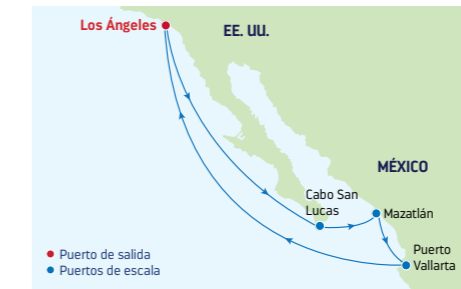 Los Ángeles
EE. UU.
MÉXICO
Cabo San
Lucas
Mazatlán
Puerto
Vallarta
Puerto de salida
Puertos de escala